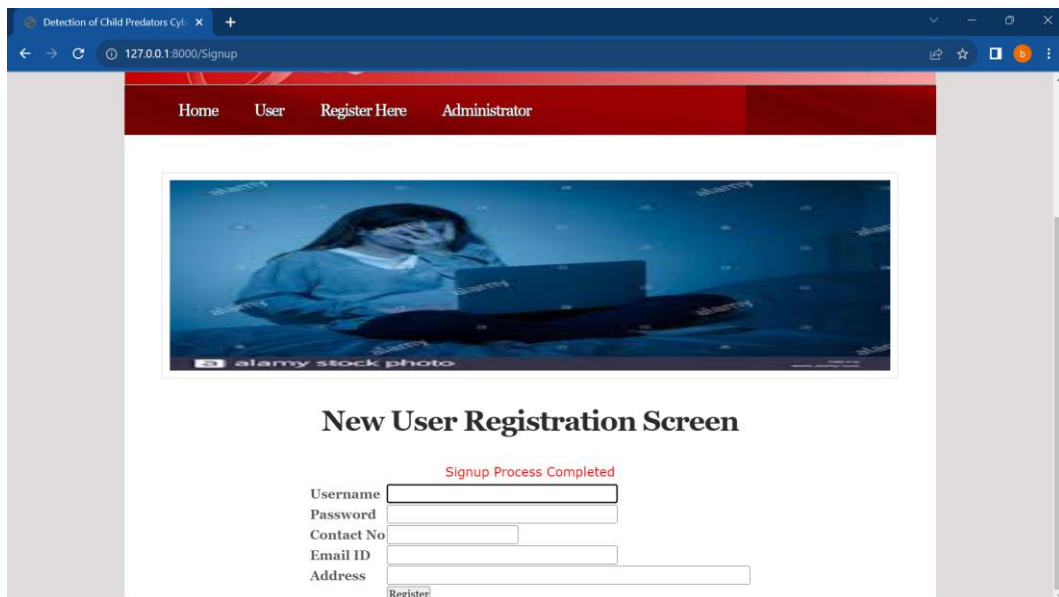 Detection of Child Predators Cyb
127.0.0.1:8000/Signup
b
Home User Register Here Administrator
alamy
alamy
alamy
alamy
alamy
alamy
a alamy stock photo
New User Registration Screen
Signup Process Completed
Username
Password
Contact No
Email ID
Address
Register